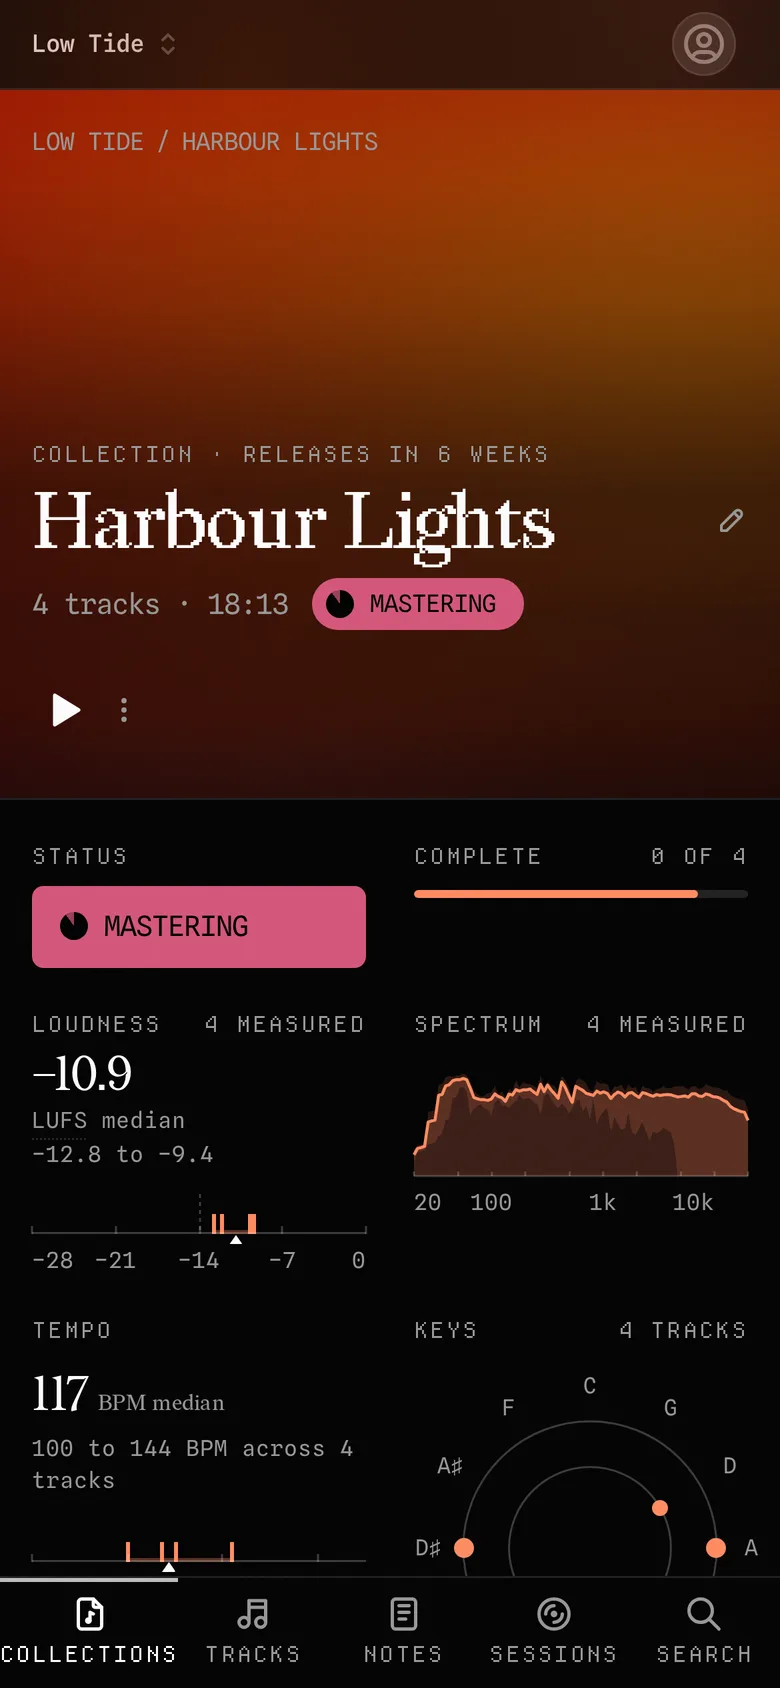 Low Tide
LOW TIDE / HARBOUR LIGHTS
COLLECTION · RELEASES IN 6 WEEKS
Harbour Lights
4 tracks · 18:13 MASTERING
STATUS
MASTERING
COMPLETE 0 OF 4
LOUDNESS 4 MEASURED
−10.9
LUFS median
−12.8 to −9.4
−28 −21 −14 −7 0
SPECTRUM 4 MEASURED
20 100 1k 10k
TEMPO
117 BPM median
100 to 144 BPM across 4
tracks
KEYS 4 TRACKS
C
F G
A♯ D
D♯ A
COLLECTIONS TRACKS NOTES SESSIONS SEARCH